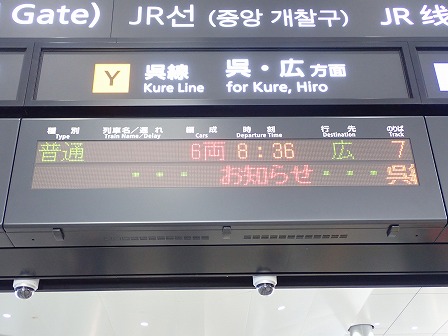 Gate) JR선 (중앙 개찰구) JR 线
Y 呉線 呉・広 方面
Kure Line for Kure, Hiro
種別 列車名/遅れ 編成 時刻 行先 のりば
Type Train Name/Delay Cars Departure Time Destination Track
普通 6両 8:36 広 7
*** お知らせ *** 呉線